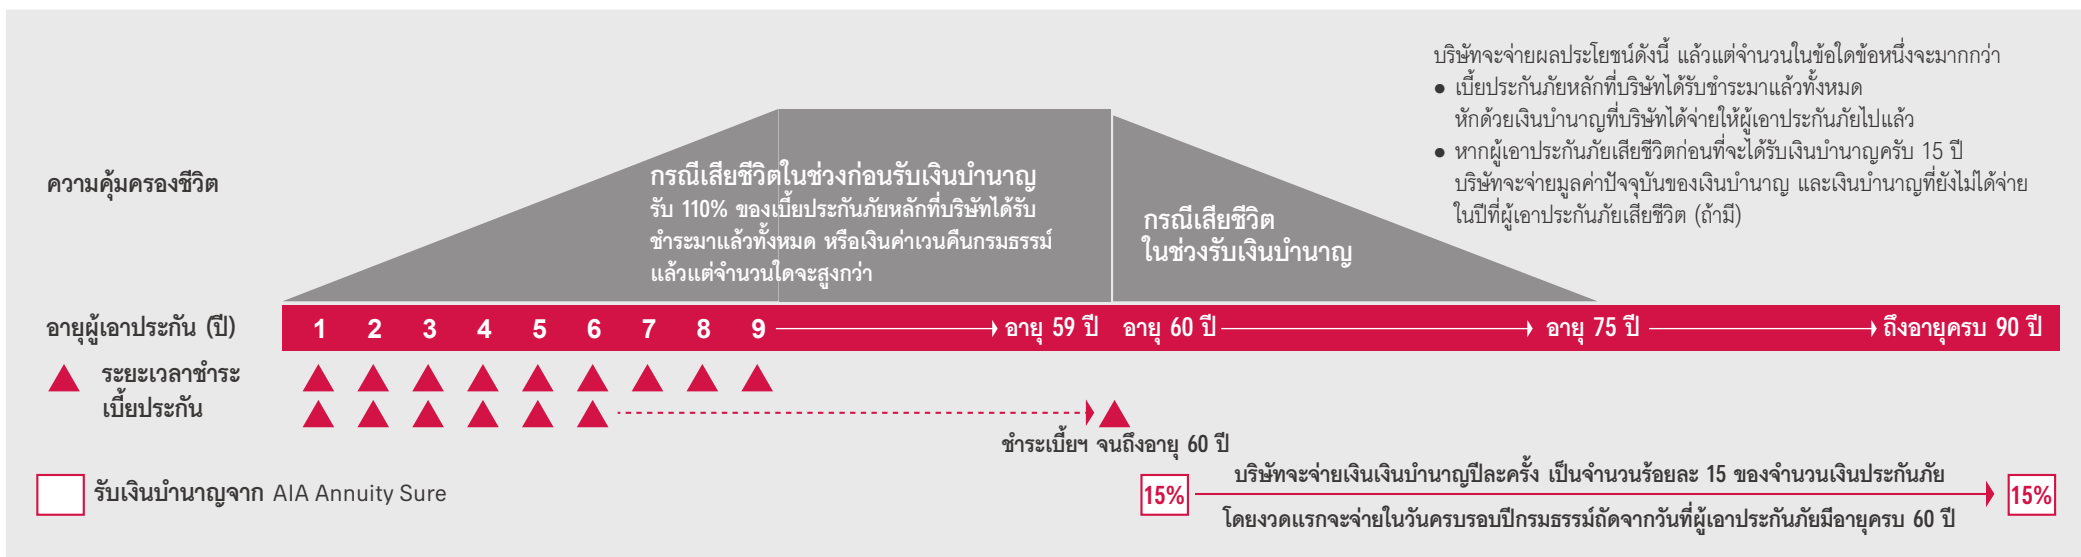 บริษัทจะจ่ายผลประโยชน์ดังนี้ แล้วแต่จำนวนในข้อใดข้อหนึ่งจะมากกว่า
● เบี้ยประกันภัยหลักที่บริษัทได้รับชำระมาแล้วทั้งหมด
หักด้วยเงินบำนาญที่บริษัทได้จ่ายให้ผู้เอาประกันภัยไปแล้ว
● หากผู้เอาประกันภัยเสียชีวิตก่อนที่จะได้รับเงินบำนาญครับ 15 ปี
บริษัทจะจ่ายมูลค่าปัจจุบันของเงินบำนาญ และเงินบำนาญที่ยังไม่ได้จ่าย
ในปีที่ผู้เอาประกันภัยเสียชีวิต (ถ้ามี)
ความคุ้มครองชีวิต
กรณีเสียชีวิตในช่วงก่อนรับเงินบำนาญ
รับ 110% ของเบี้ยประกันภัยหลักที่บริษัทได้รับ
ชำระมาแล้วทั้งหมด หรือเงินค่าเวนคืนกรมธรรม์
แล้วแต่จำนวนใดจะสูงกว่า
กรณีเสียชีวิต
ในช่วงรับเงินบำนาญ
อายุผู้เอาประกัน (ปี) 1 2 3 4 5 6 7 8 9 อายุ 59 ปี อายุ 60 ปี อายุ 75 ปี ถึงอายุครบ 90 ปี
ระยะเวลาชำระ
เบี้ยประกัน
ชำระเบี้ยฯ จนถึงอายุ 60 ปี
รับเงินบำนาญจาก AIA Annuity Sure
15% บริษัทจะจ่ายเงินเงินบำนาญปีละครั้ง เป็นจำนวนร้อยละ 15 ของจำนวนเงินประกันภัย 15%
โดยงวดแรกจะจ่ายในวันครบรอบปีกรมธรรม์ถัดจากวันที่ผู้เอาประกันภัยมีอายุครบ 60 ปี